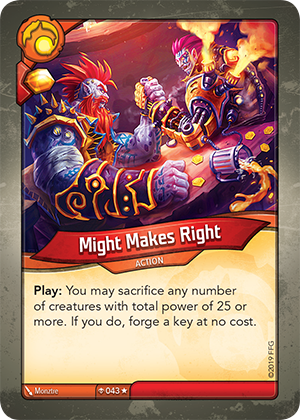 Might Makes Right
ACTION
Play: You may sacrifice any number
of creatures with total power of 25 or
more. If you do, forge a key at no cost.
©2019 FFG
Monztre
043